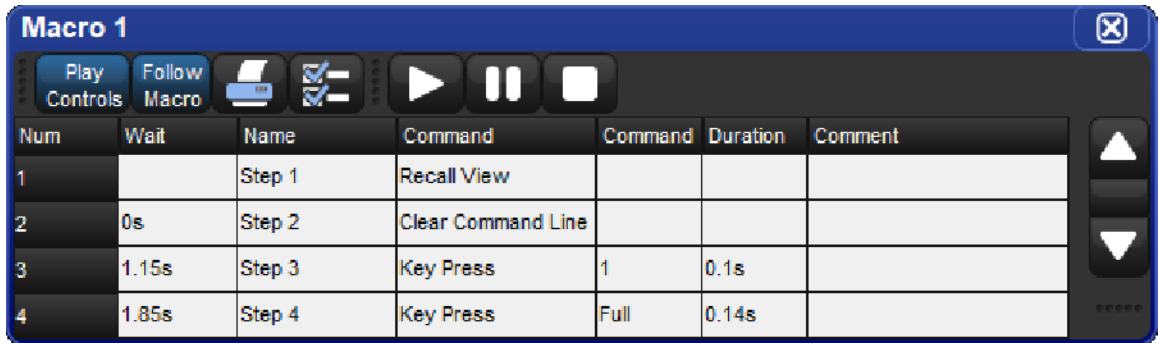 Macro 1
Play Controls
Follow Macro
Num Wait Name Command Command Duration Comment
1 Step 1 Recall View
2 0s Step 2 Clear Command Line
3 1.15s Step 3 Key Press 1 0.1s
4 1.85s Step 4 Key Press Full 0.14s